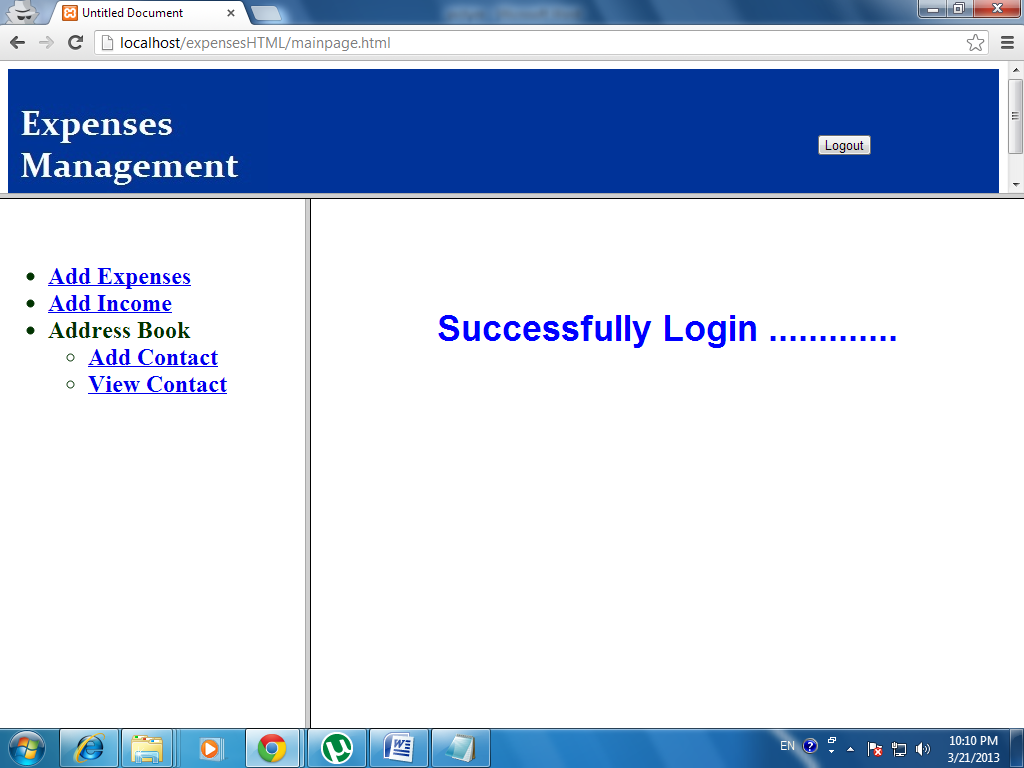 Untitled Document
localhost/expensesHTML/mainpage.html
Expenses
Management
Logout
Add Expenses
Add Income
Address Book
Add Contact
View Contact
Successfully Login .............
EN
10:10 PM
3/21/2013